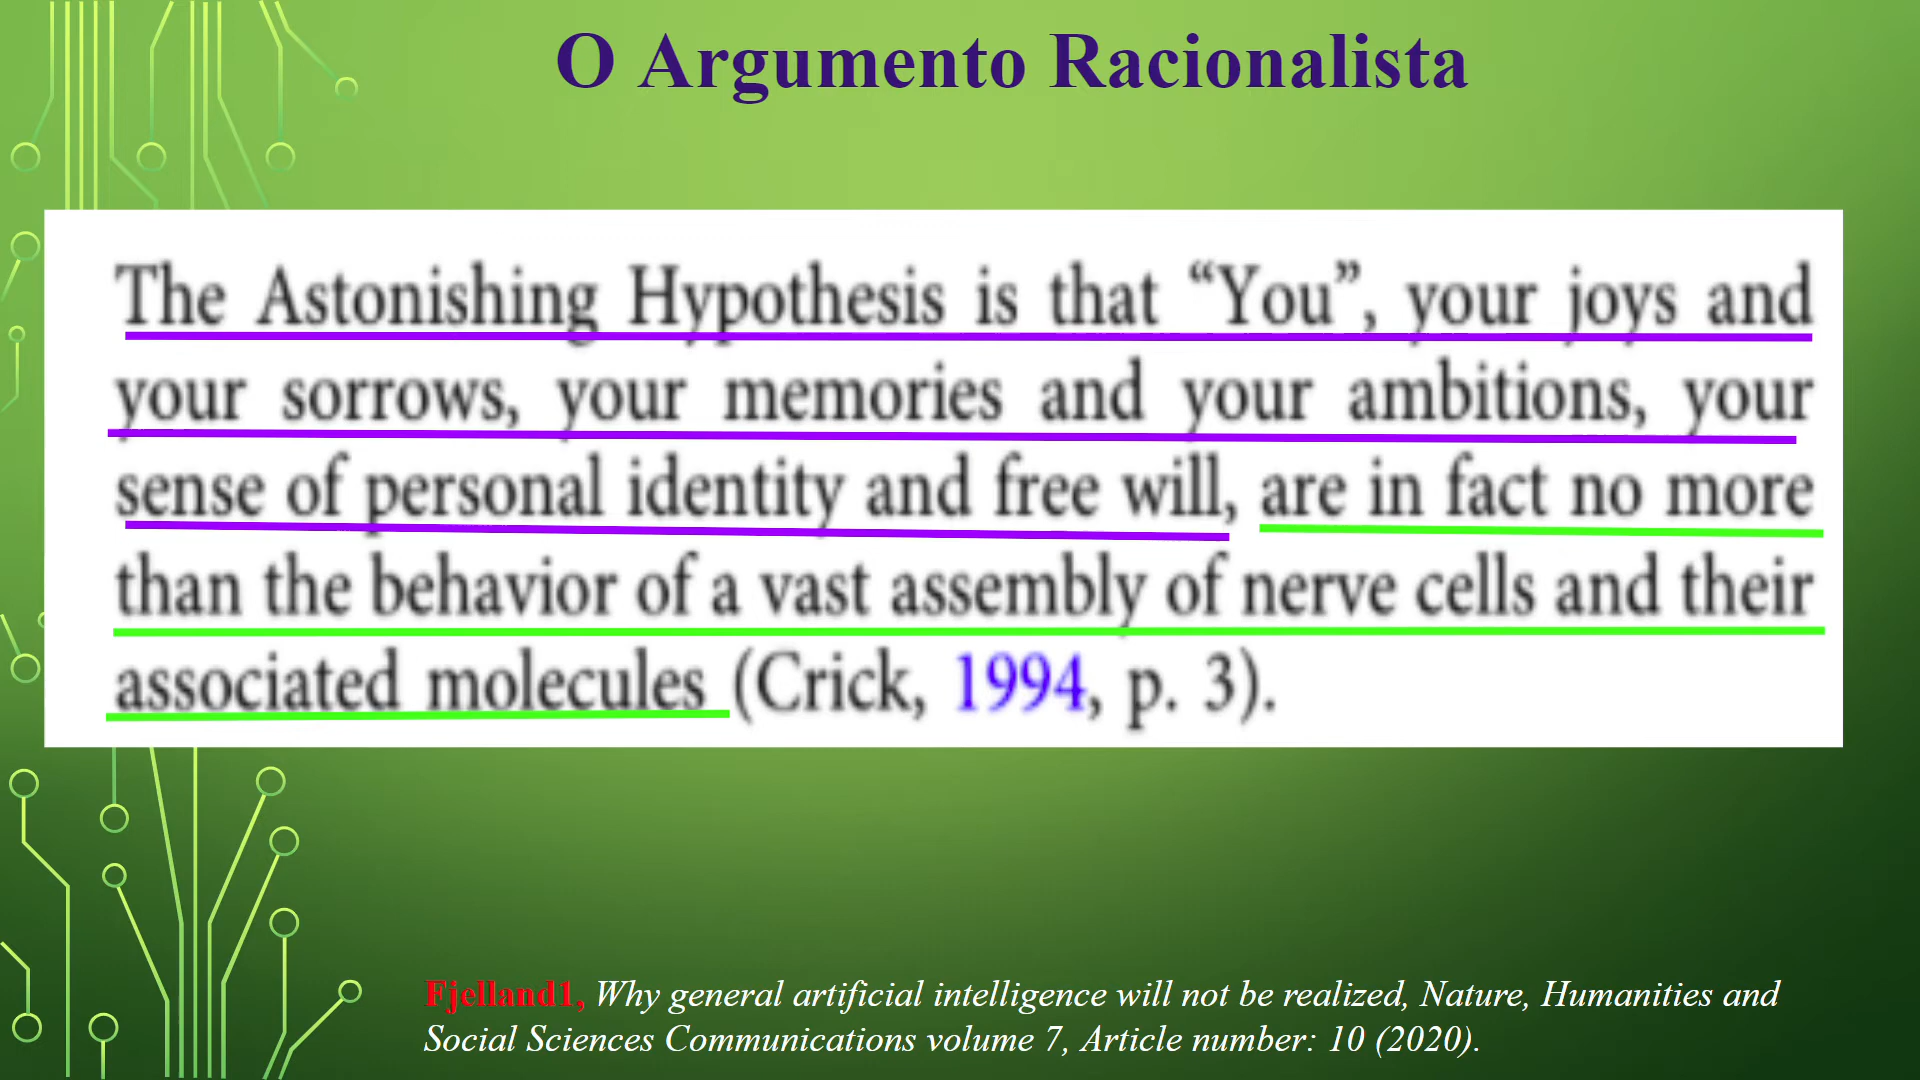 O Argumento Racionalista
The Astonishing Hypothesis is that “You”, your joys and
your sorrows, your memories and your ambitions, your
sense of personal identity and free will, are in fact no more
than the behavior of a vast assembly of nerve cells and their
associated molecules (Crick, 1994, p. 3).
Fjelland1, Why general artificial intelligence will not be realized, Nature, Humanities and
Social Sciences Communications volume 7, Article number: 10 (2020).